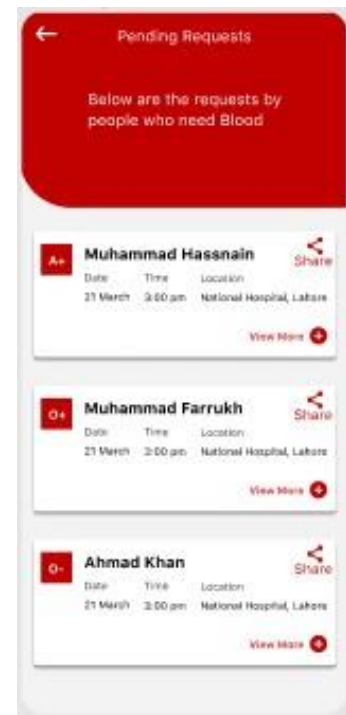 Pending Requests
Below are the requests by
people who need Blood
A+
Muhammad Hassnain
Share
Date Time Location
21 March 3:00 pm National Hospital, Lahore
View More
O+
Muhammad Farrukh
Share
Date Time Location
21 March 3:00 pm National Hospital, Lahore
View More
O-
Ahmad Khan
Share
Date Time Location
21 March 3:00 pm National Hospital, Lahore
View More